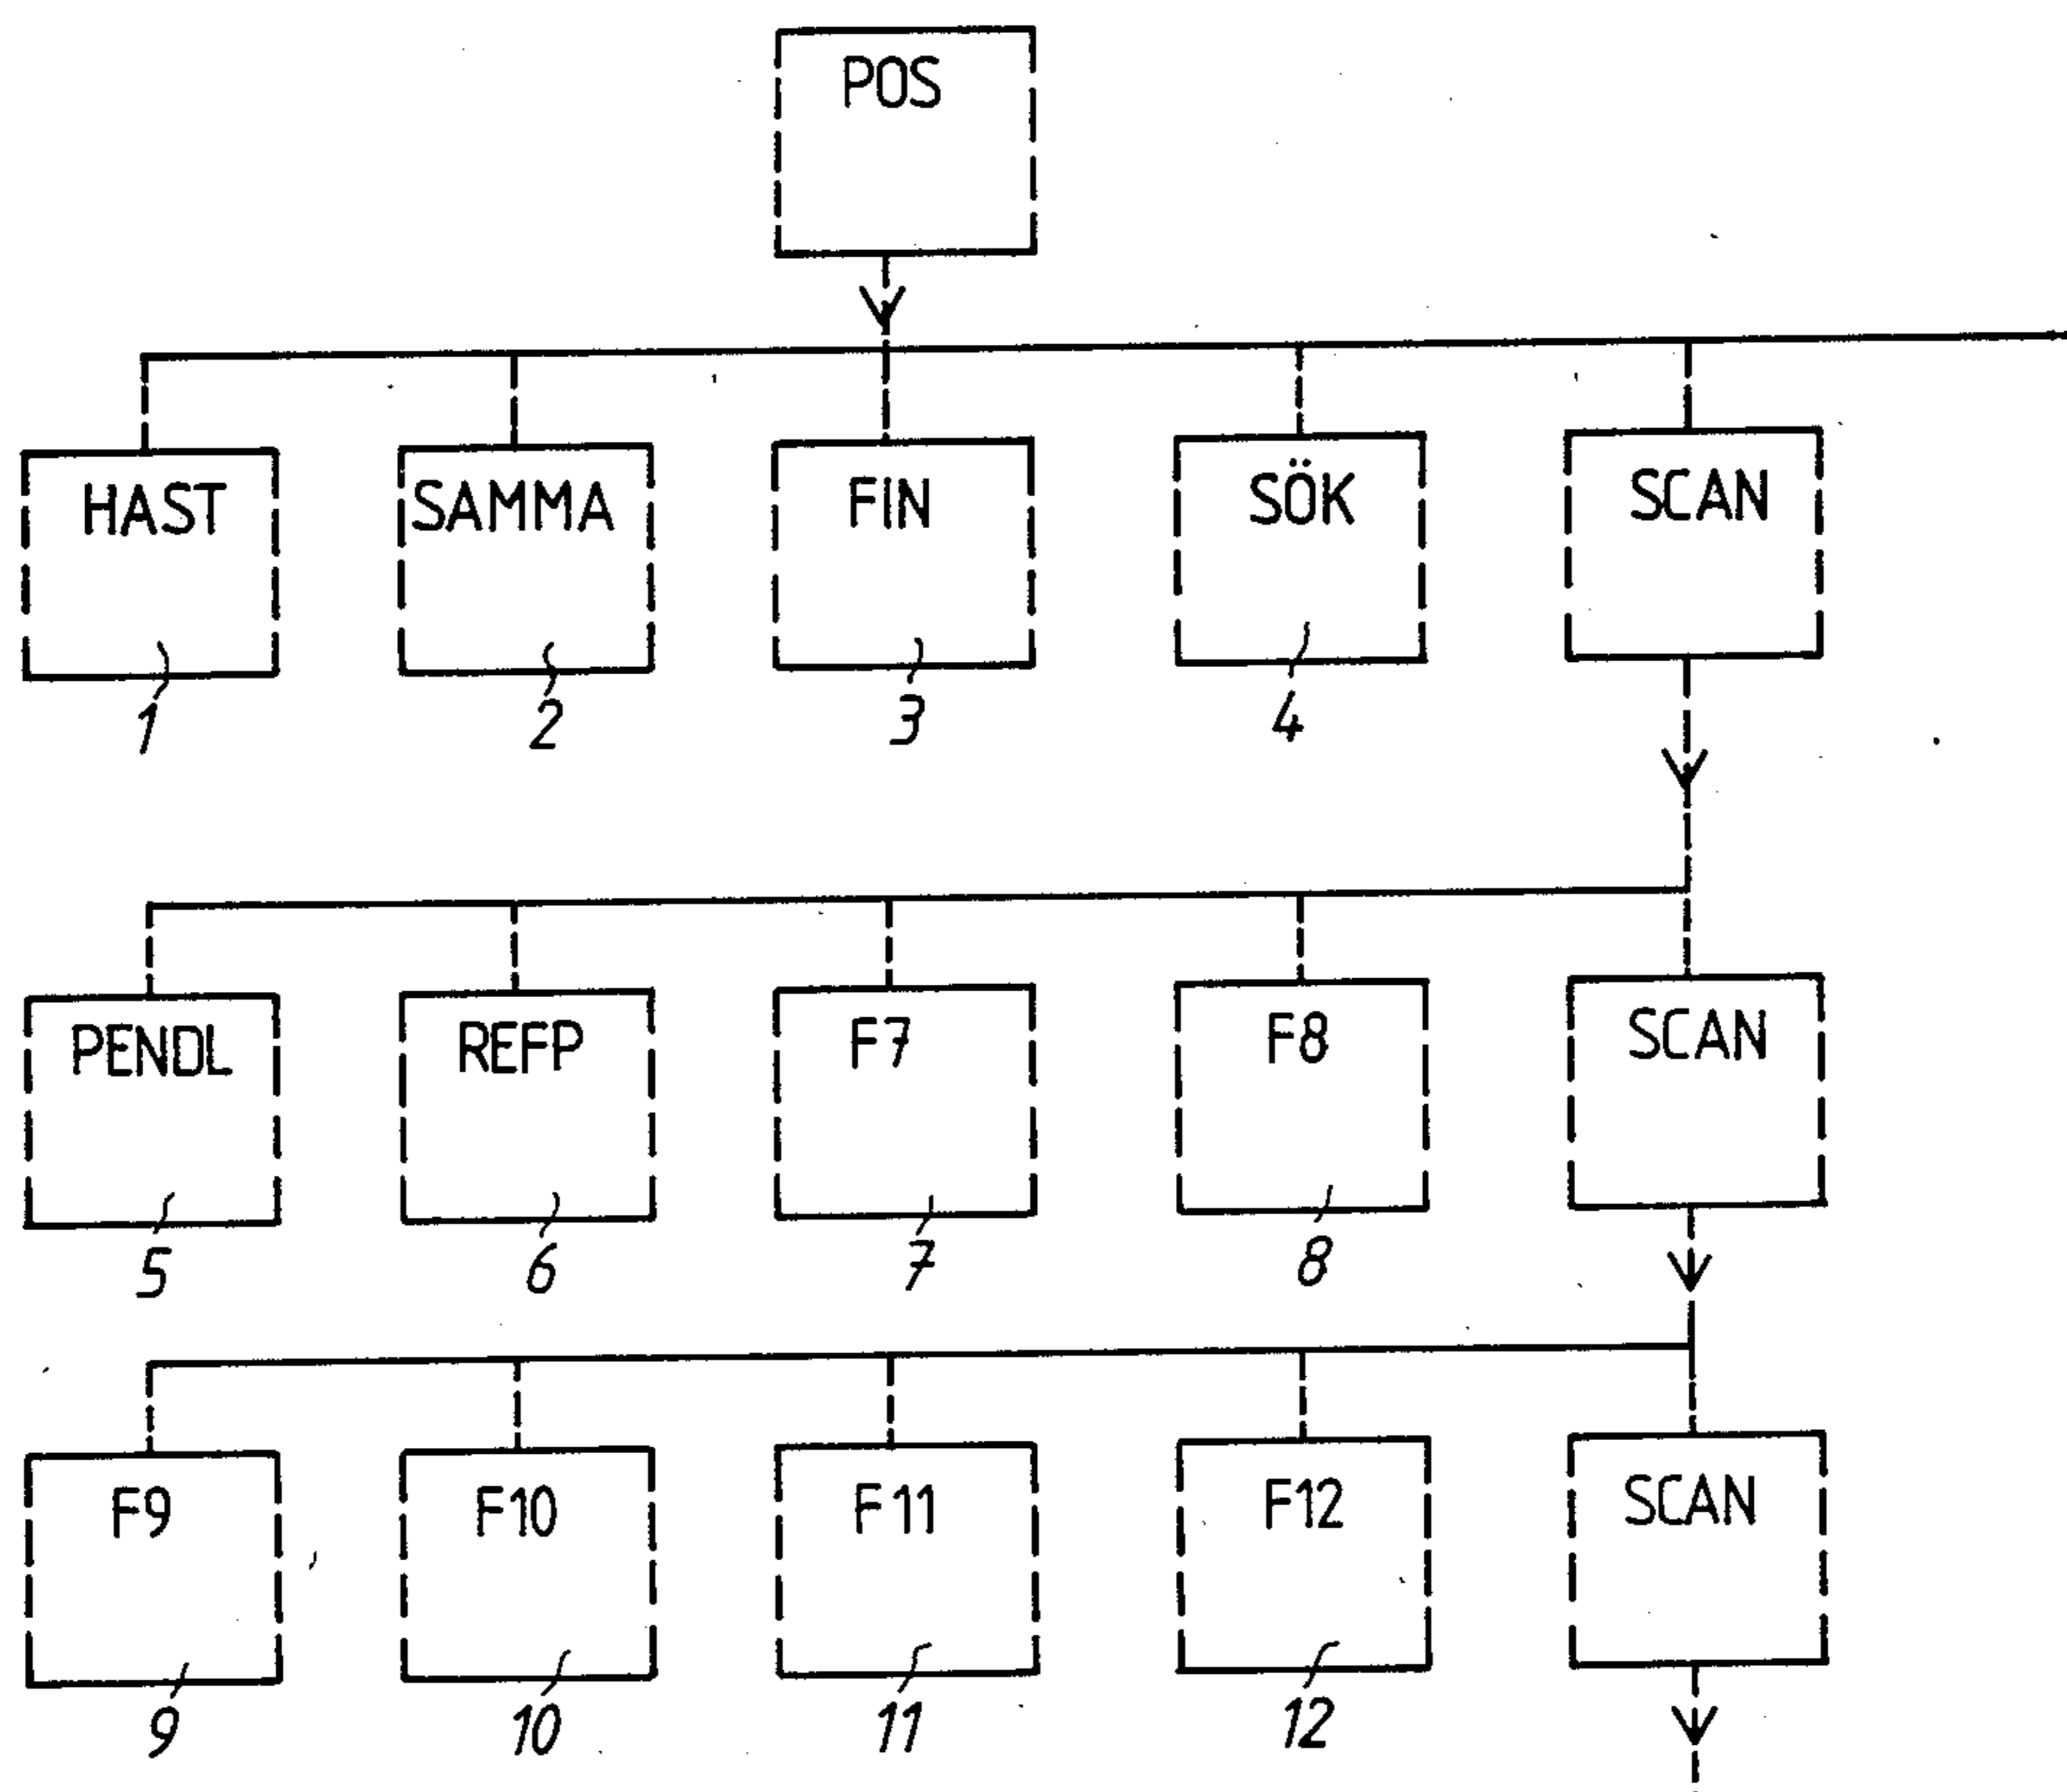 POS
HAST SAMMA FIN SÖK SCAN
1 2 3 4
PENDL REFP F7 F8 SCAN
5 6 7 8
F9 F10 F11 F12 SCAN
9 10 11 12